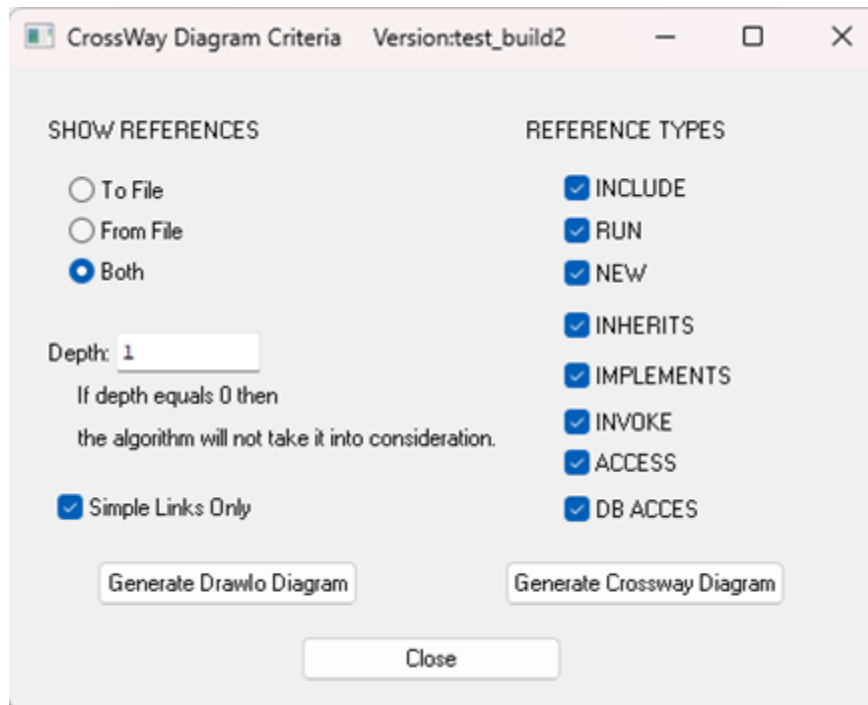 CrossWay Diagram Criteria Version:test_build2
SHOW REFERENCES
To File
From File
Both
Depth: 1
If depth equals 0 then
the algorithm will not take it into consideration.
Simple Links Only
REFERENCE TYPES
INCLUDE
RUN
NEW
INHERITS
IMPLEMENTS
INVOKE
ACCESS
DB ACCES
Generate DrawIo Diagram
Generate Crossway Diagram
Close